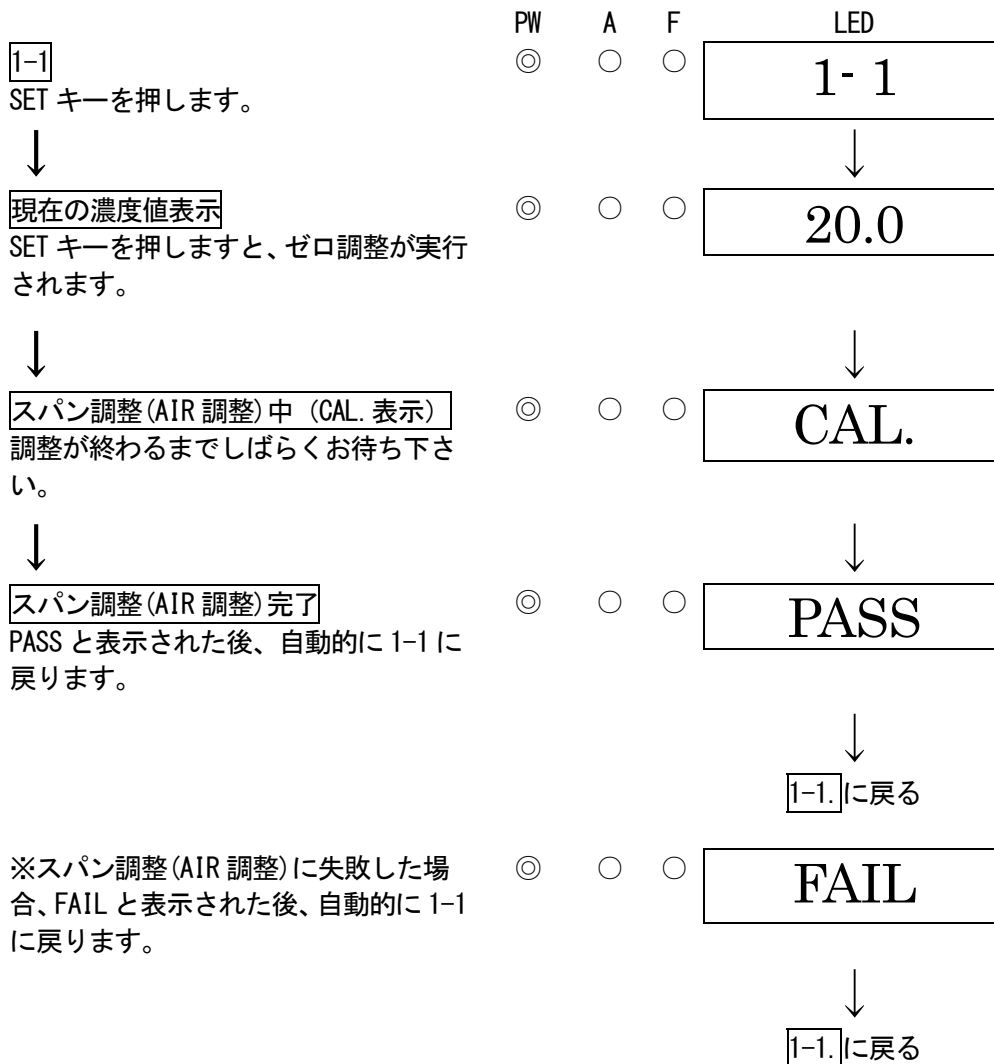 PW A F LED
1-1 ◎ ○ ○ 1- 1
SET キーを押します。
↓ ↓
現在の濃度値表示 ◎ ○ ○ 20.0
SET キーを押しますと、ゼロ調整が実行
されます。
↓ ↓
スパン調整(AIR 調整)中 (CAL.表示) ◎ ○ ○ CAL.
調整が終わるまでしばらくお待ち下さ
い。
↓ ↓
スパン調整(AIR 調整)完了 ◎ ○ ○ PASS
PASS と表示された後、自動的に 1-1 に
戻ります。
↓
1-1.に戻る
※スパン調整(AIR 調整)に失敗した場 ◎ ○ ○ FAIL
合、FAIL と表示された後、自動的に 1-1
に戻ります。
↓
1-1.に戻る